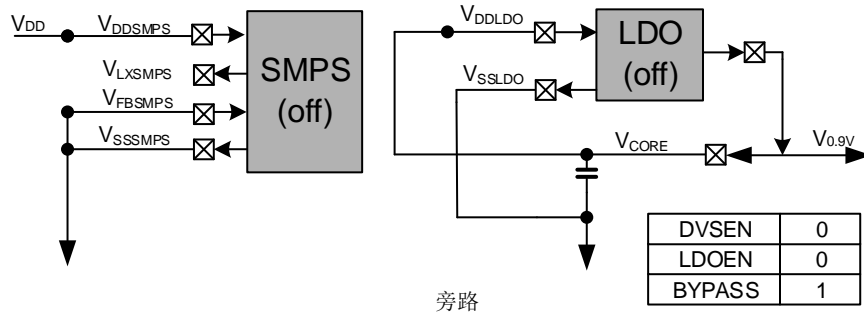 VDD
VDDSMPS
VLXSMPS
VFBSMPS
VSSSMPS
SMPS
(off)
VDDLDO
VSSLDO
LDO
(off)
VCORE
V0.9V
DVSEN 0
LDOEN 0
BYPASS 1
旁路